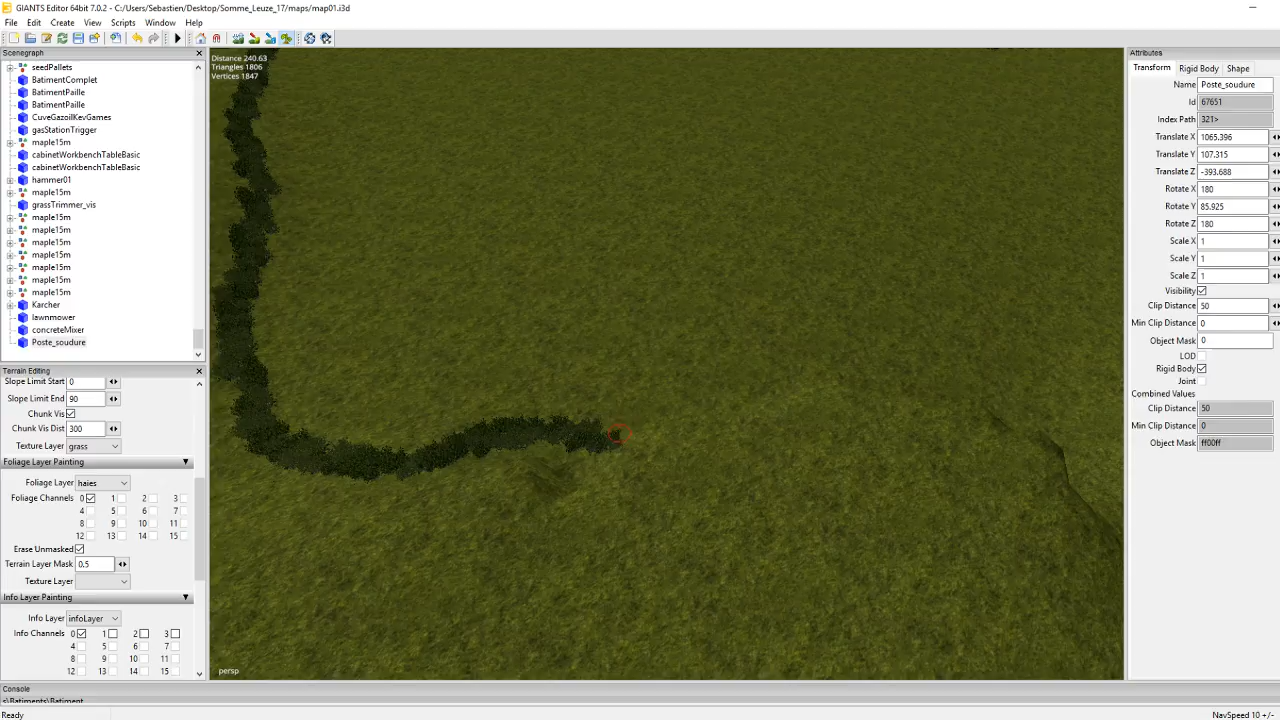 GIANTS Editor 64bit 7.0.2 - C:/Users/Sebastien/Desktop/Somme_Leuze_17/maps/map01.i3d
File Edit Create View Scripts Window Help
Scenegraph
seedPallets
BatimentComplet
BatimentPaille
BatimentPaille
CuveGazoilKevGames
gasStationTrigger
maple15m
cabinetWorkbenchTableBasic
cabinetWorkbenchTableBasic
hammer01
maple15m
grassTrimmer_vis
maple15m
maple15m
maple15m
maple15m
maple15m
maple15m
maple15m
Karcher
lawnmower
concreteMixer
Poste_soudure
Terrain Editing
Slope Limit Start 0
Slope Limit End 90
Chunk Vis
Chunk Vis Dist 300
Texture Layer grass
Foliage Layer Painting
Foliage Layer haies
Foliage Channels 0 1 2 3
4 5 6 7
8 9 10 11
12 13 14 15
Erase Unmasked
Terrain Layer Mask 0.5
Texture Layer
Info Layer Painting
Info Layer infoLayer
Info Channels 0 1 2 3
4 5 6 7
8 9 10 11
12 13 14 15
Distance 240.63
Triangles 1806
Vertices 1847
persp
Attributes
Transform Rigid Body Shape
Name Poste_soudure
Id 67651
Index Path 321>
Translate X 1065.396
Translate Y 107.315
Translate Z -393.688
Rotate X 180
Rotate Y 85.925
Rotate Z 180
Scale X 1
Scale Y 1
Scale Z 1
Visibility
Clip Distance 50
Min Clip Distance 0
Object Mask 0
LOD
Rigid Body
Joint
Combined Values
Clip Distance 50
Min Clip Distance 0
Object Mask ff00ff
Console
s\Batiments\Batiment
Ready
NavSpeed 10 +/-